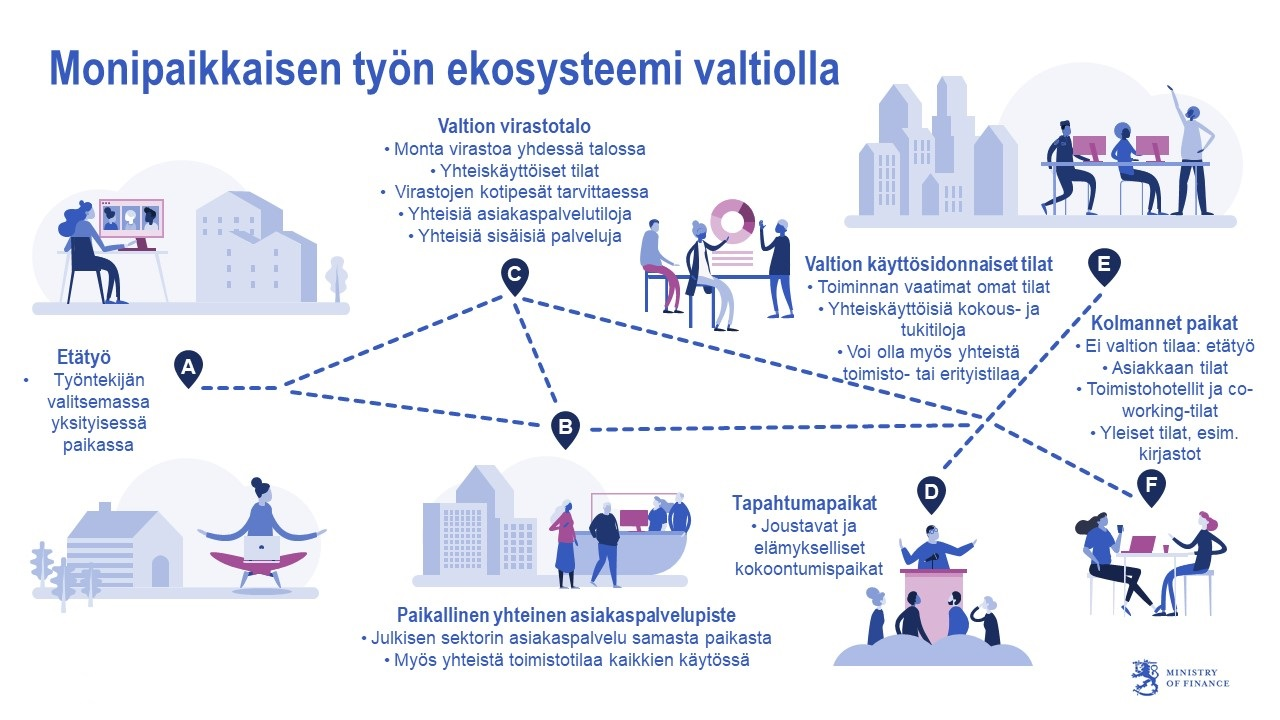 Monipaikkaisen työn ekosysteemi valtiolla
Valtion virastotalo
• Monta virastoa yhdessä talossa
• Yhteiskäyttöiset tilat
• Virastojen kotipesät tarvittaessa
• Yhteisiä asiakaspalvelutiloja
• Yhteisiä sisäisiä palveluja
C
Valtion käyttösidonnaiset tilat
• Toiminnan vaatimat omat tilat
• Yhteiskäyttöisiä kokous- ja
tukitiloja
• Voi olla myös yhteistä
toimisto- tai erityistilaa
E
Kolmannet paikat
• Ei valtion tilaa: etätyö
• Asiakkaan tilat
• Toimistohotellit ja co-
working-tilat
• Yleiset tilat, esim.
kirjastot
F
Etätyö
• Työntekijän
valitsemassa
yksityisessä
paikassa
A
B
Paikallinen yhteinen asiakaspalvelupiste
• Julkisen sektorin asiakaspalvelu samasta paikasta
• Myös yhteistä toimistotilaa kaikkien käytössä
Tapahtumapaikat
• Joustavat ja
elämykselliset
kokoontumispaikat
D
MINISTRY
OF FINANCE